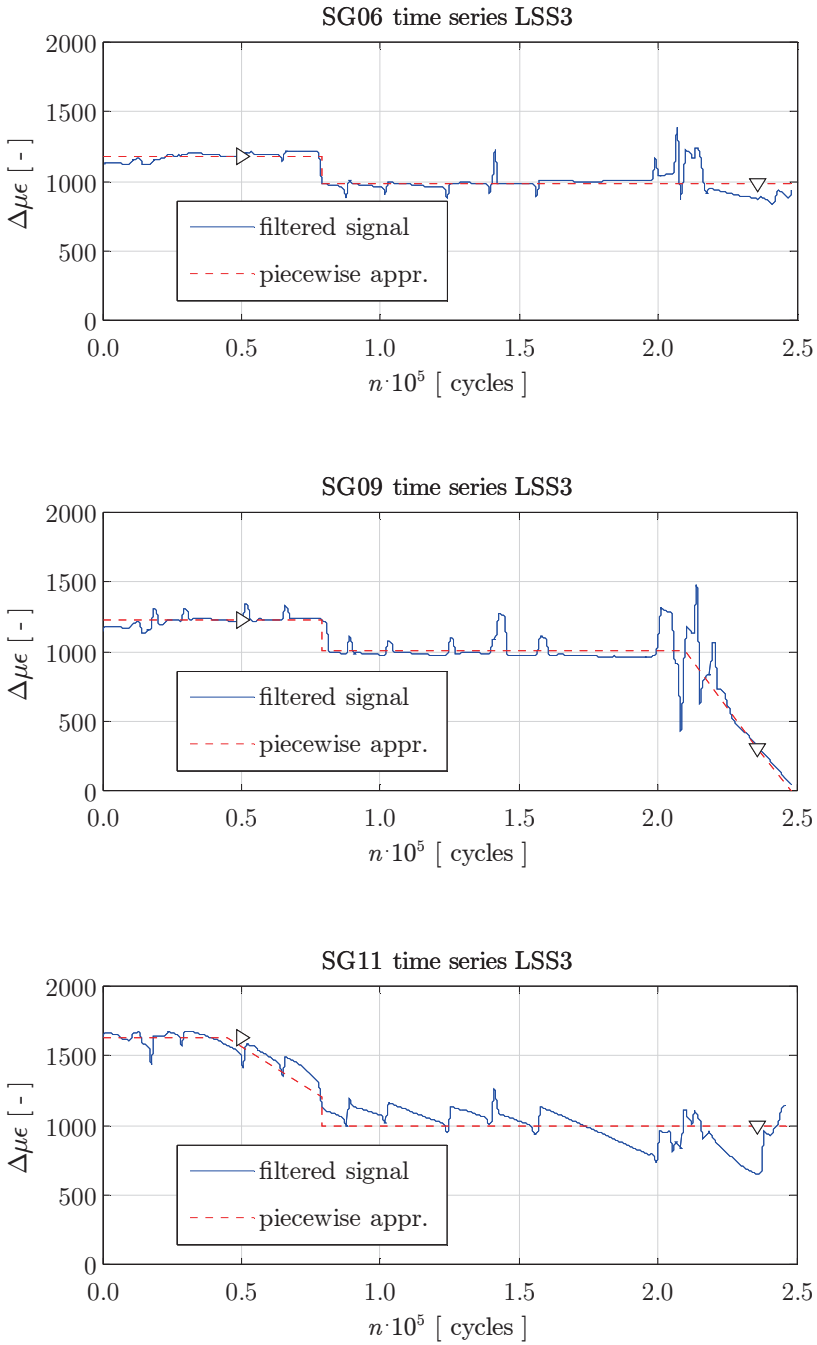 SG06 time series LSS3
2000
1500
1000
500
0
Δµϵ [ - ]
filtered signal
piecewise appr.
0.0 0.5 1.0 1.5 2.0 2.5
n·10⁵ [ cycles ]
SG09 time series LSS3
2000
1500
1000
500
0
Δµϵ [ - ]
filtered signal
piecewise appr.
0.0 0.5 1.0 1.5 2.0 2.5
n·10⁵ [ cycles ]
SG11 time series LSS3
2000
1500
1000
500
0
Δµϵ [ - ]
filtered signal
piecewise appr.
0.0 0.5 1.0 1.5 2.0 2.5
n·10⁵ [ cycles ]